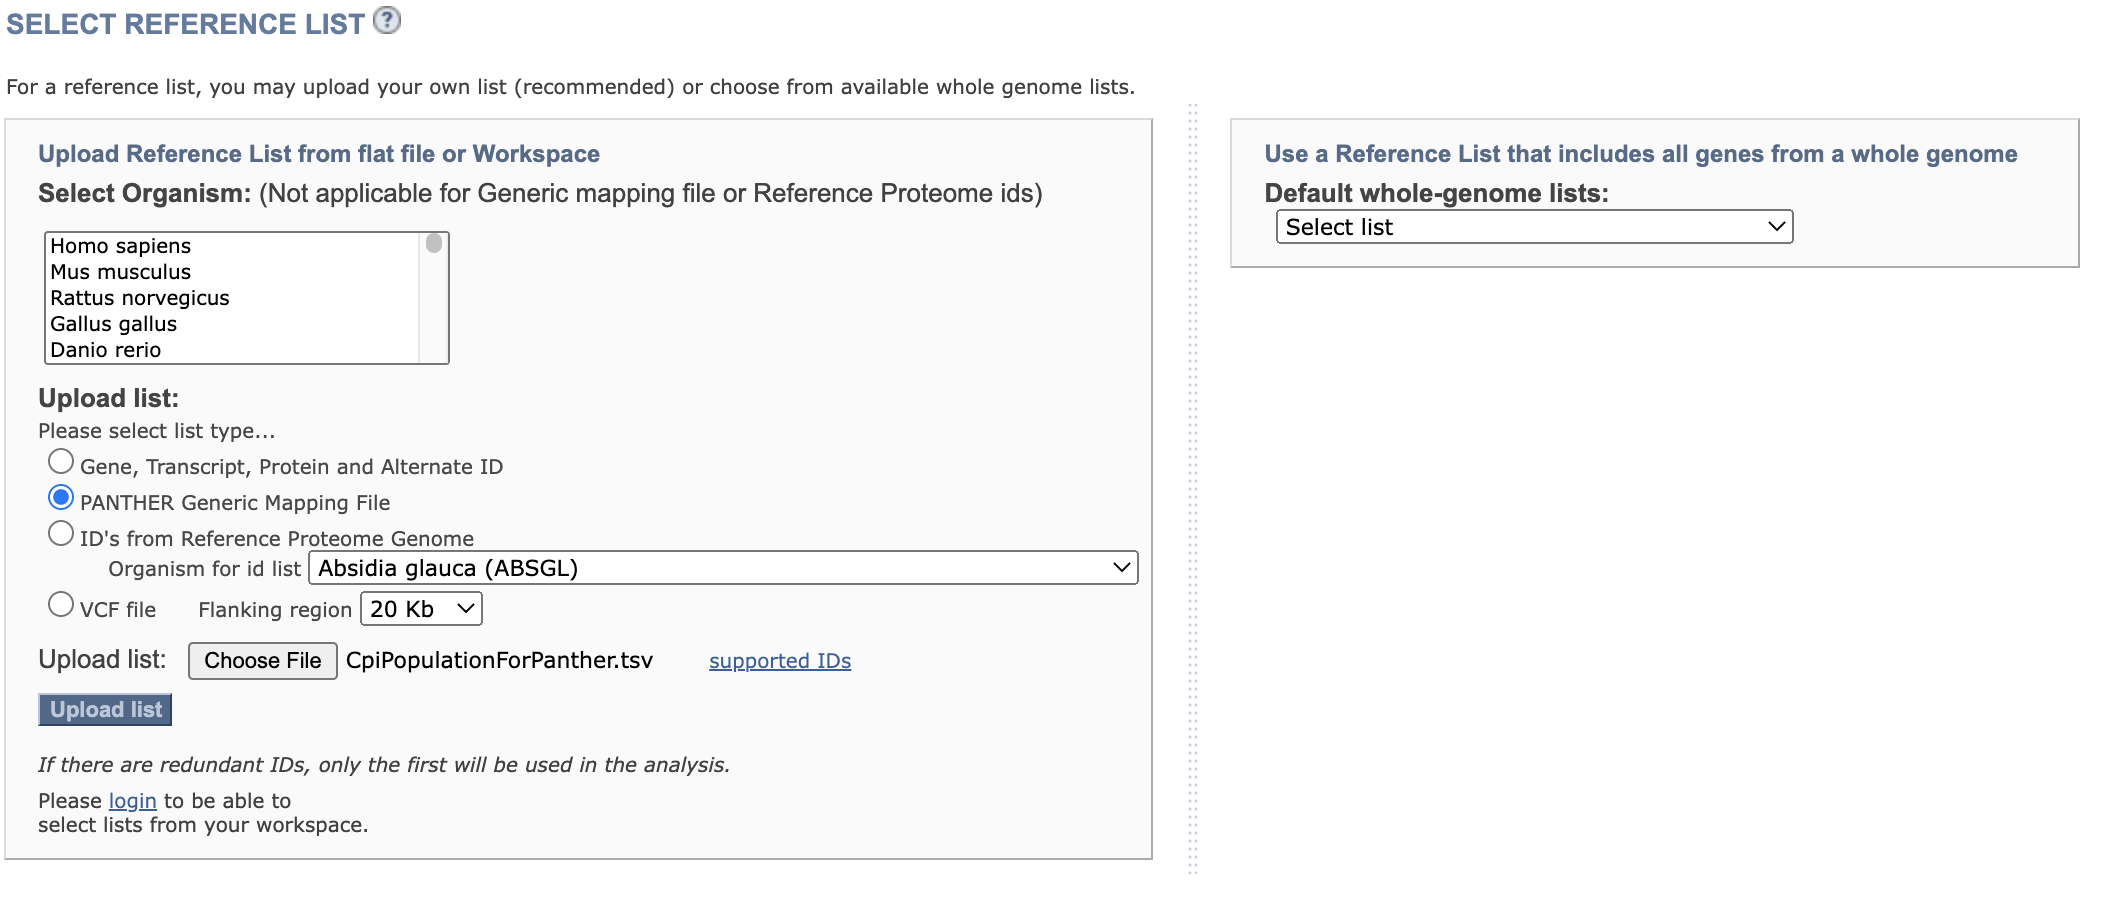 SELECT REFERENCE LIST ?
For a reference list, you may upload your own list (recommended) or choose from available whole genome lists.
Upload Reference List from flat file or Workspace
Select Organism: (Not applicable for Generic mapping file or Reference Proteome ids)
Homo sapiens
Mus musculus
Rattus norvegicus
Gallus gallus
Danio rerio
Upload list:
Please select list type...
Gene, Transcript, Protein and Alternate ID
PANTHER Generic Mapping File
ID's from Reference Proteome Genome
Organism for id list Absidia glauca (ABSGL)
VCF file Flanking region 20 Kb
Upload list: Choose File CpiPopulationForPanther.tsv supported IDs
Upload list
If there are redundant IDs, only the first will be used in the analysis.
Please login to be able to
select lists from your workspace.
Use a Reference List that includes all genes from a whole genome
Default whole-genome lists:
Select list